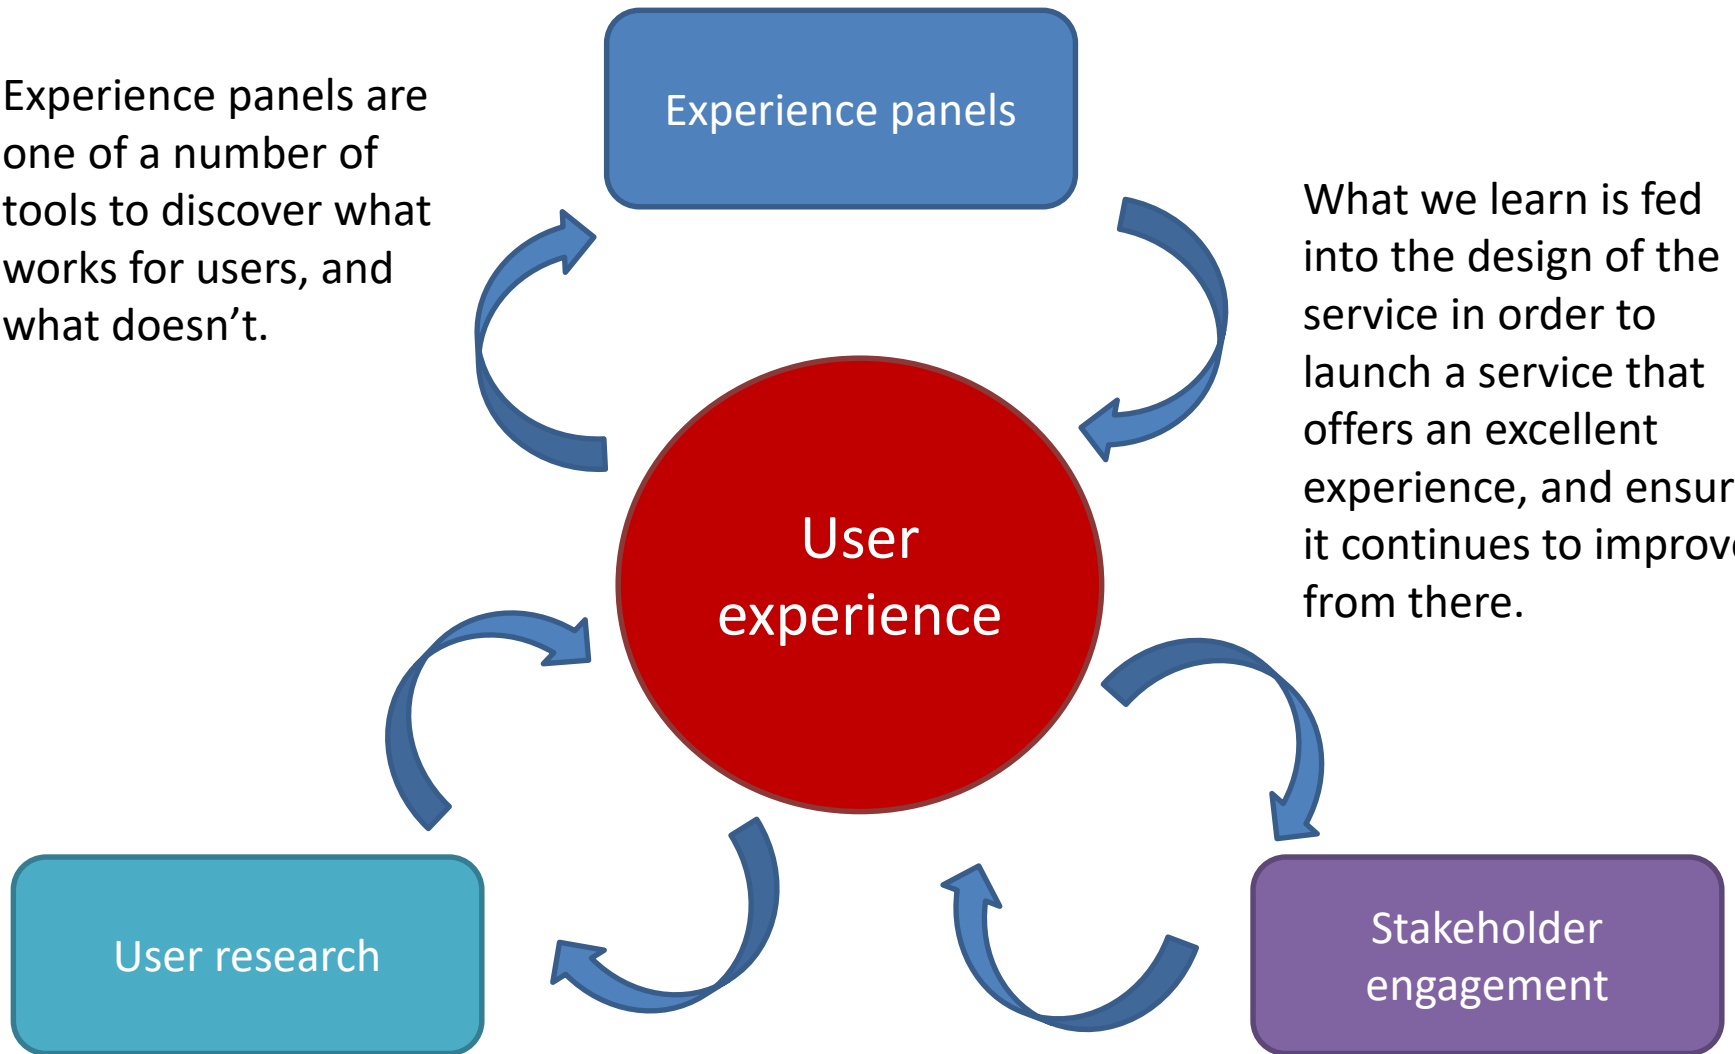 Experience panels are
one of a number of
tools to discover what
works for users, and
what doesn’t.
Experience panels
What we learn is fed
into the design of the
service in order to
launch a service that
offers an excellent
experience, and ensur
it continues to improve
from there.
User
experience
User research
Stakeholder
engagement